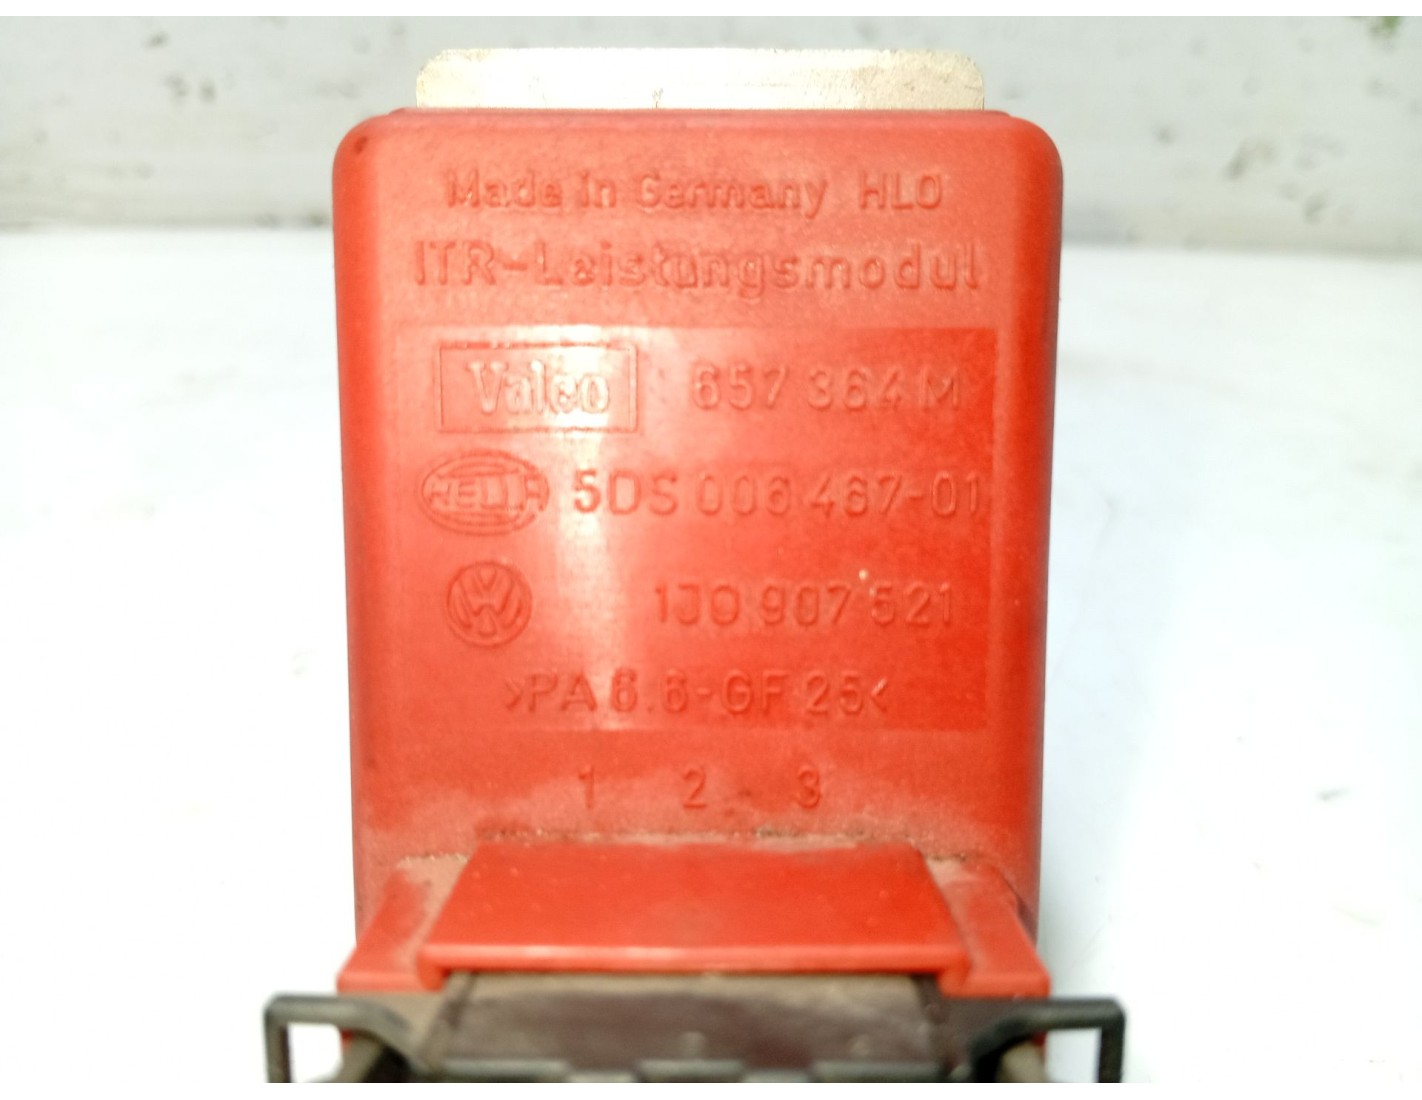 Made in Germany HLO
ITR-Leistungsmodul
Valeo 657 364 M
HELLA 5DS 006 467-01
VW 1J0 907 521
>PA 6.6-GF 25<
1 2 3